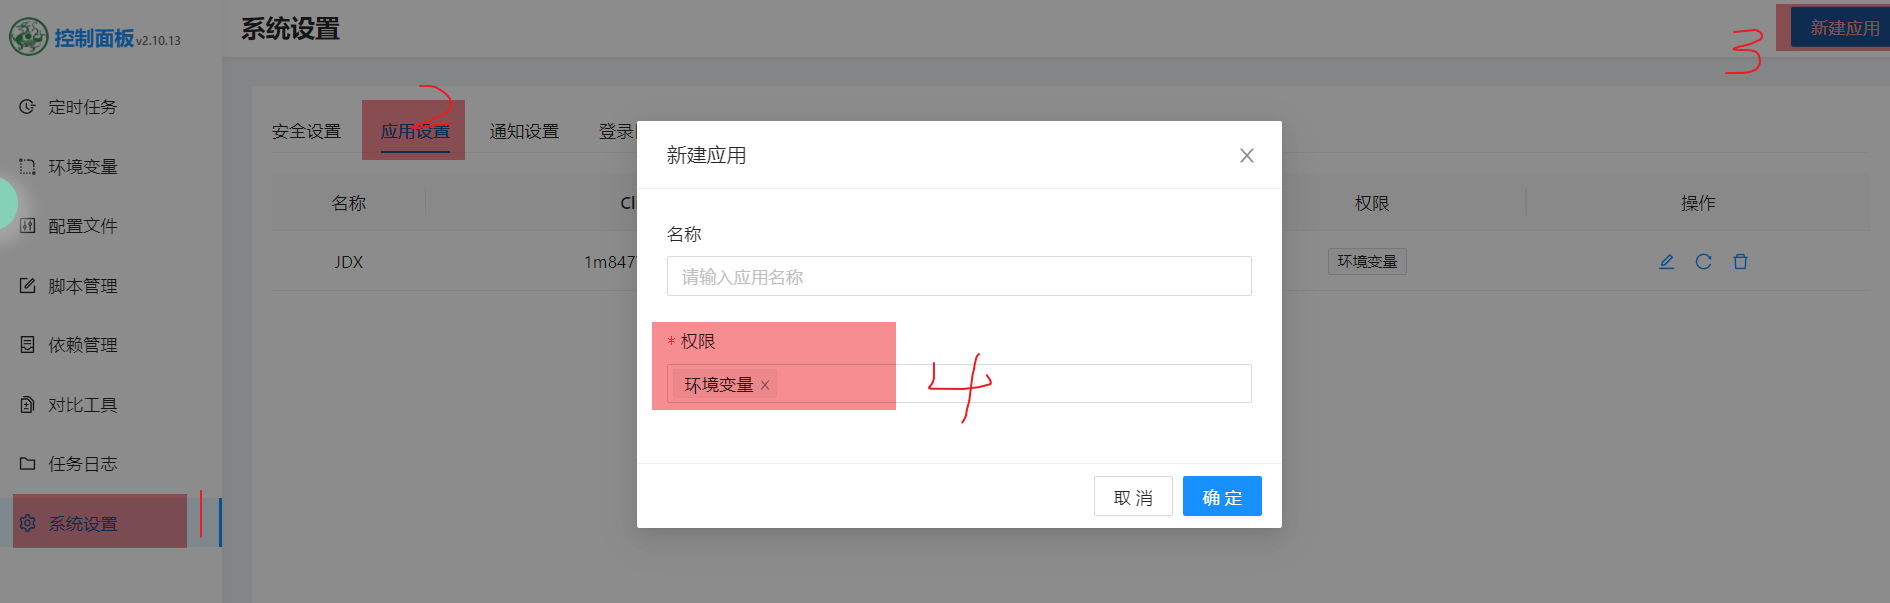 控制面板 v2.10.13
系统设置
新建应用
3
定时任务
环境变量
配置文件
脚本管理
依赖管理
对比工具
任务日志
系统设置
1
安全设置
应用设置
2
通知设置
登录
名称
权限
操作
JDX
1m847
环境变量
新建应用
名称
请输入应用名称
* 权限
环境变量 ×
4
取 消
确 定